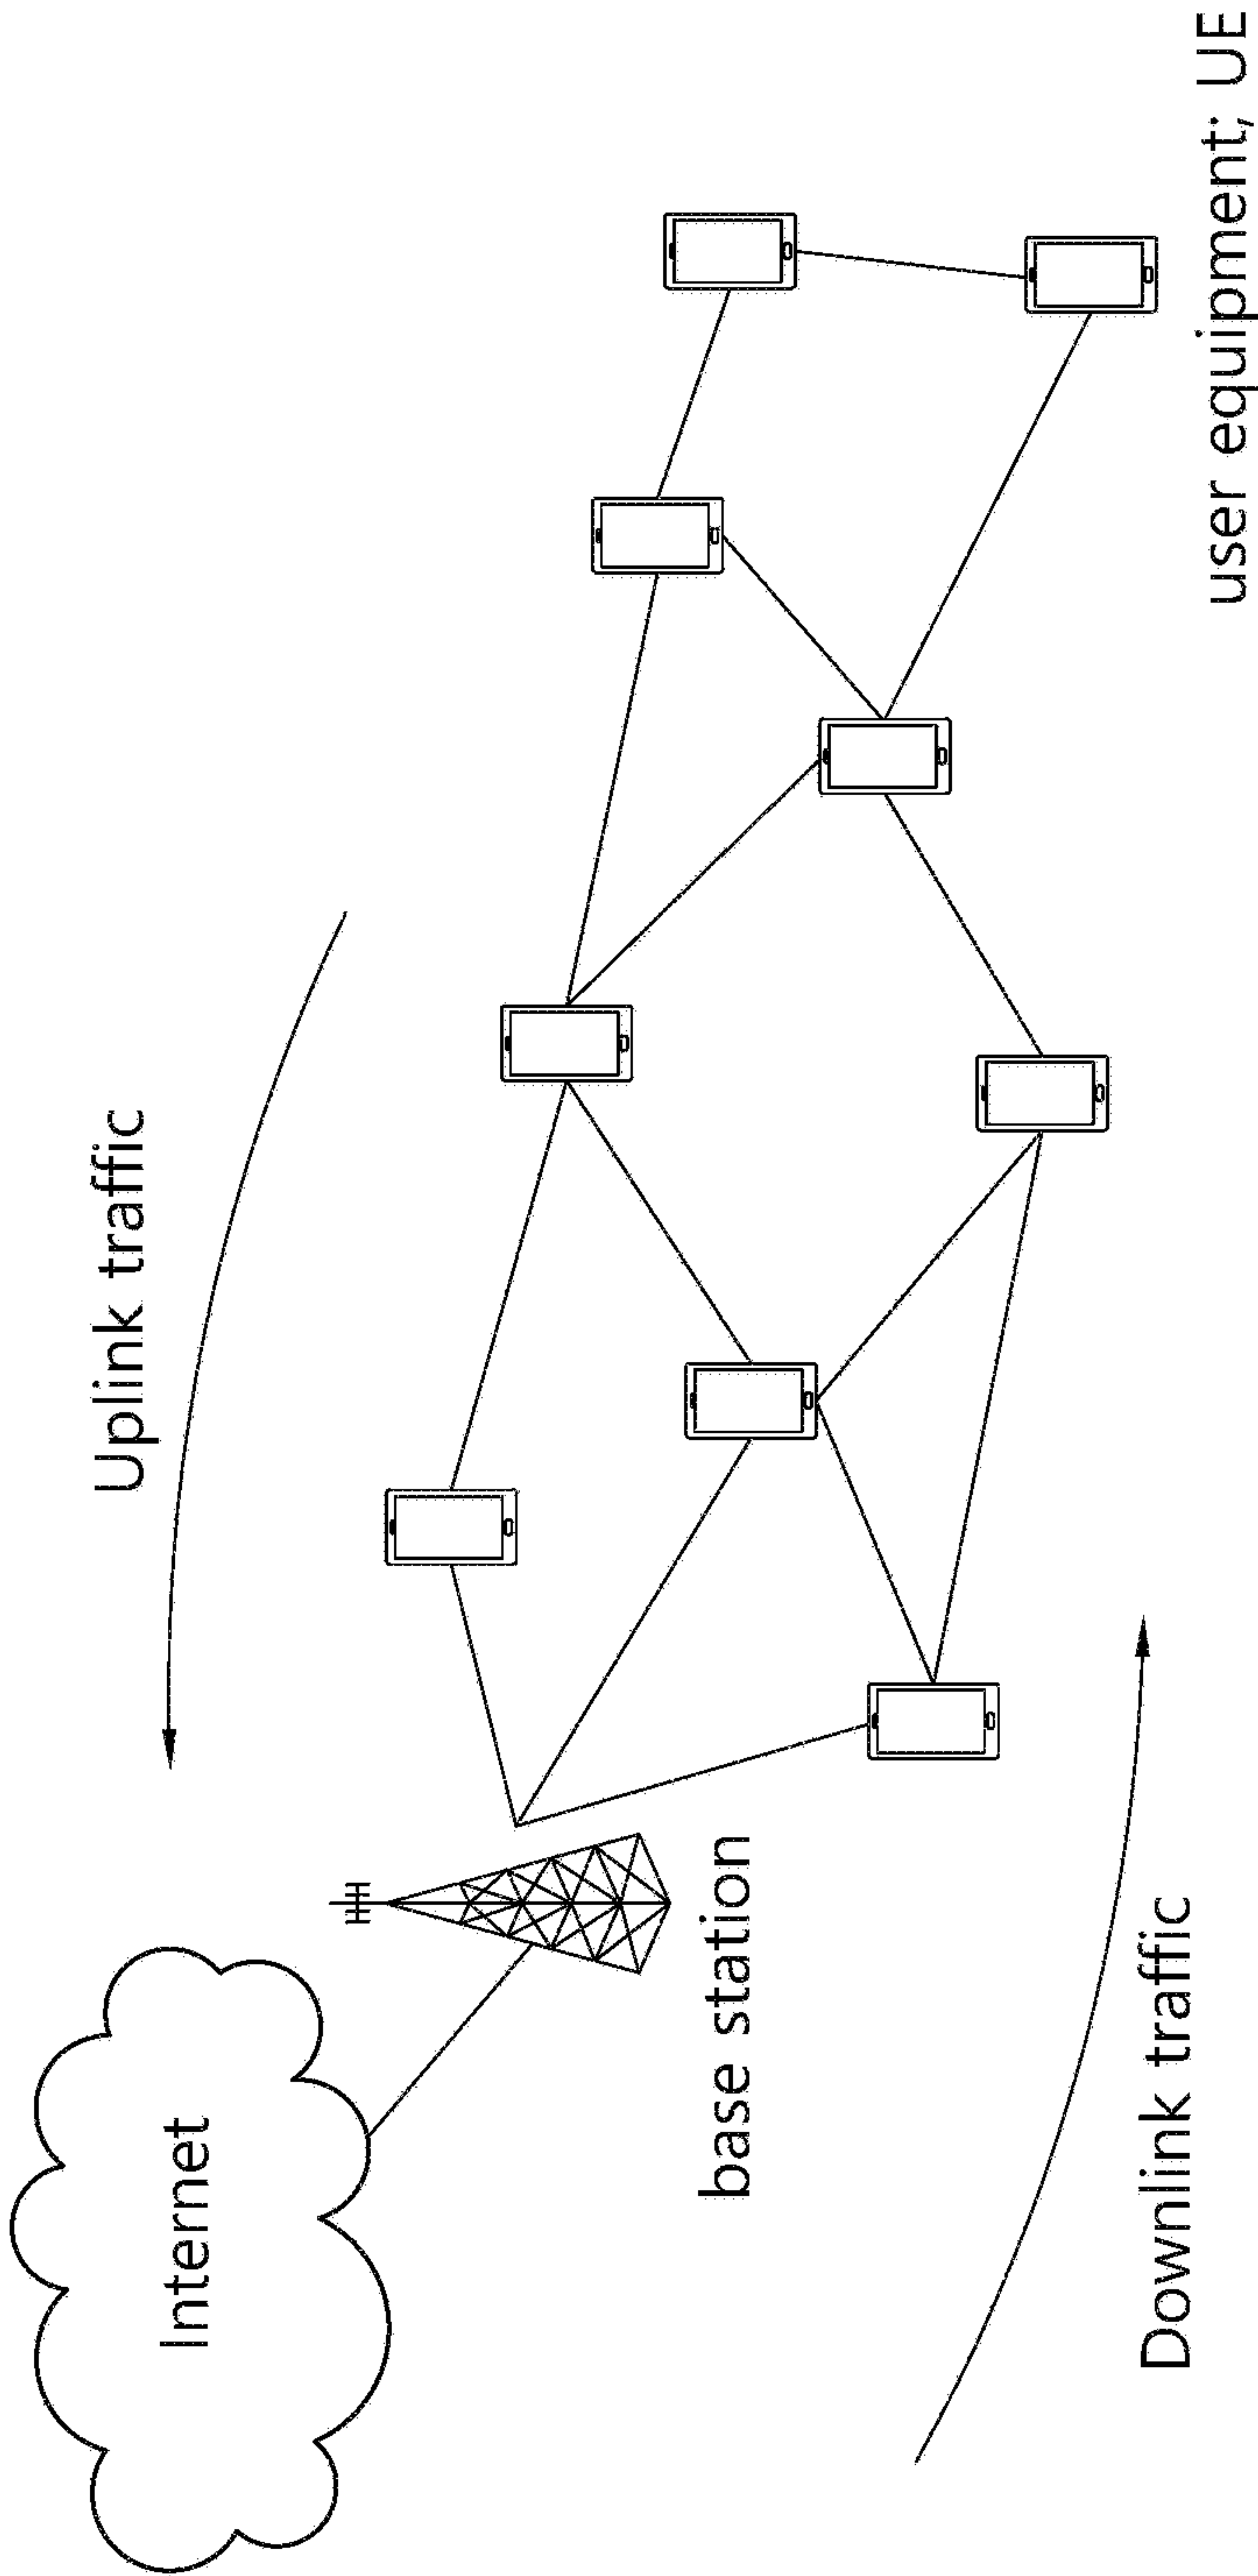 Internet
Uplink traffic
base station
Downlink traffic
user equipment; UE